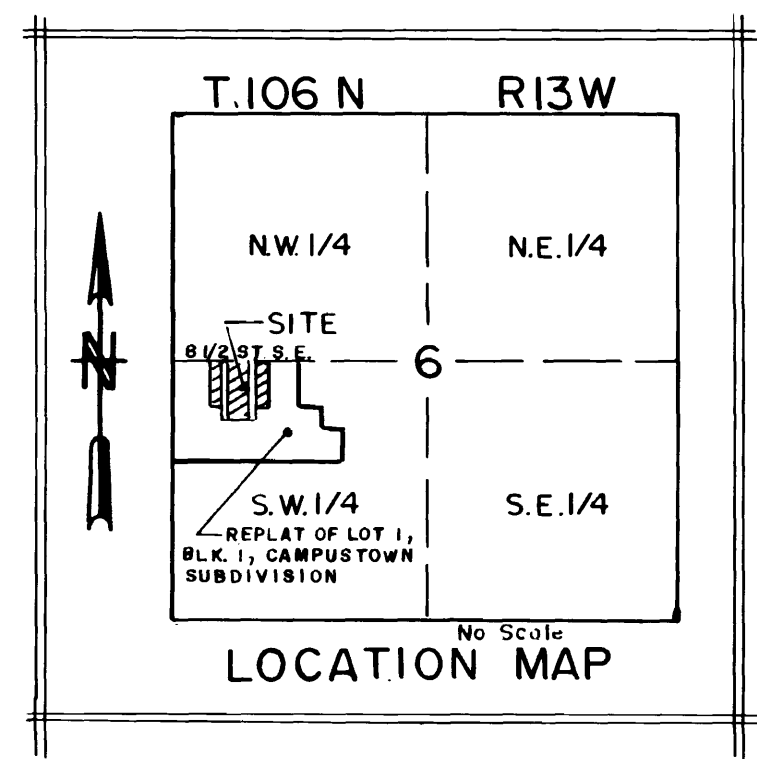 T.106 N R13W
N.W. 1/4 N.E. 1/4
SITE
8 1/2 ST. S.E.
N 6
S.W. 1/4 S.E. 1/4
REPLAT OF LOT 1,
BLK. 1, CAMPUSTOWN
SUBDIVISION
No Scale
LOCATION MAP